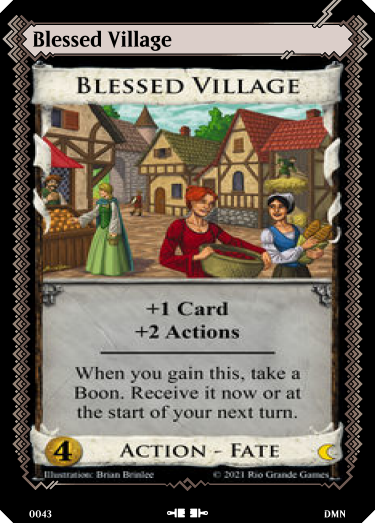 Blessed Village
Blessed Village
+1 Card
+2 Actions
When you gain this, take a
Boon. Receive it now or at
the start of your next turn.
4 Action - Fate
Illustration: Brian Brinlee © 2021 Rio Grande Games
0043 DMN